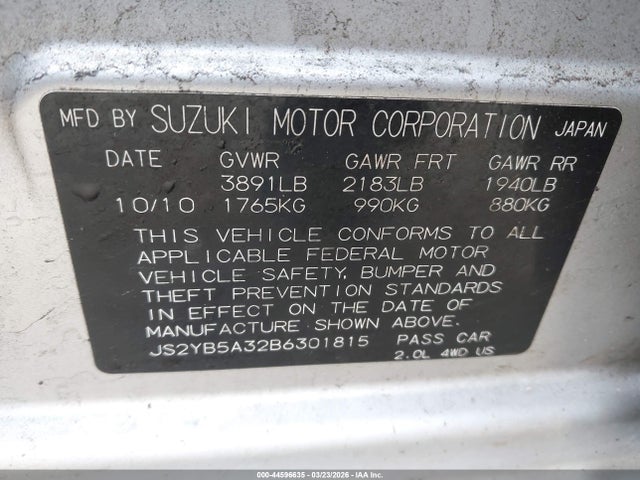 MFD BY SUZUKI MOTOR CORPORATION JAPAN
DATE GVWR GAWR FRT GAWR RR
3891LB 2183LB 1940LB
10/10 1765KG 990KG 880KG
THIS VEHICLE CONFORMS TO ALL
APPLICABLE FEDERAL MOTOR
VEHICLE SAFETY, BUMPER AND
THEFT PREVENTION STANDARDS
IN EFFECT ON THE DATE OF
MANUFACTURE SHOWN ABOVE.
JS2YB5A32B6301815 PASS CAR
2.0L 4WD US
000-44596635 - 03/23/2026 - IAA Inc.